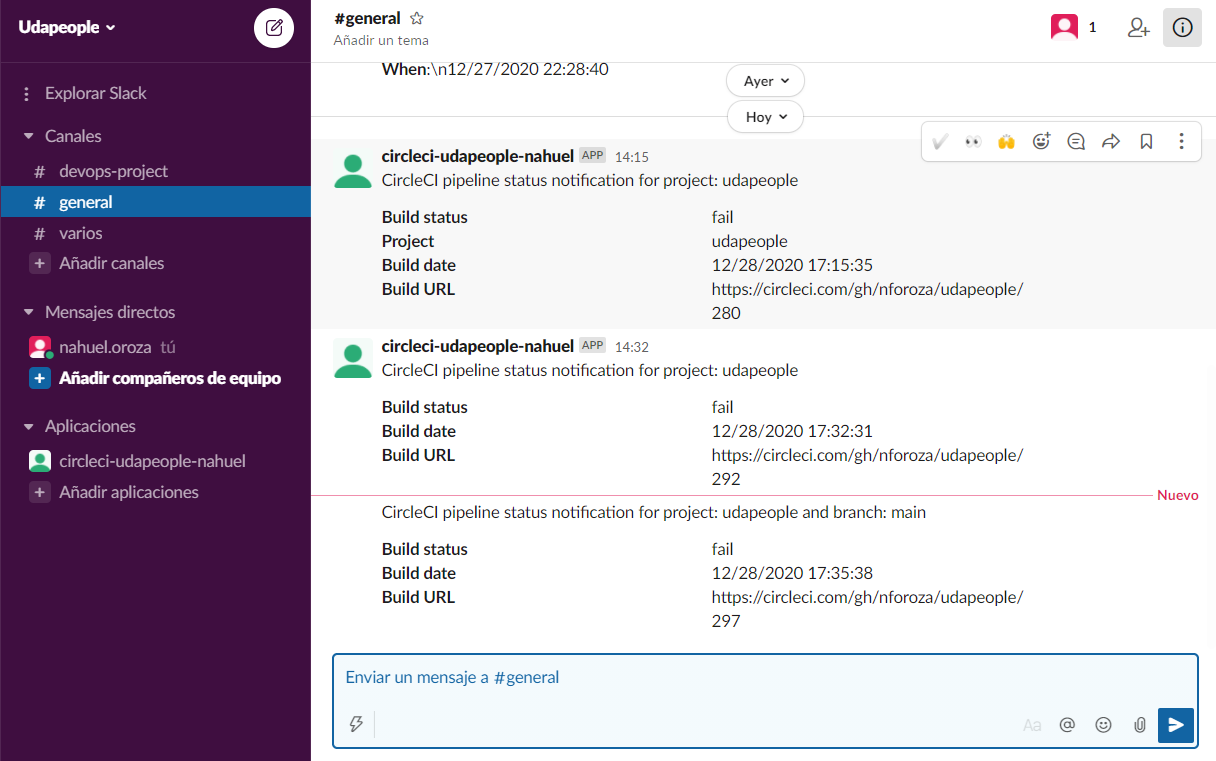 Udapeople
Explorar Slack
Canales
# devops-project
# general
# varios
+ Añadir canales
Mensajes directos
nahuel.oroza tú
+ Añadir compañeros de equipo
Aplicaciones
circleci-udapeople-nahuel
+ Añadir aplicaciones
#general
Añadir un tema
1
When:\n12/27/2020 22:28:40
Ayer
Hoy
circleci-udapeople-nahuel APP 14:15
CircleCI pipeline status notification for project: udapeople
Build status fail
Project udapeople
Build date 12/28/2020 17:15:35
Build URL https://circleci.com/gh/nforoza/udapeople/
280
circleci-udapeople-nahuel APP 14:32
CircleCI pipeline status notification for project: udapeople
Build status fail
Build date 12/28/2020 17:32:31
Build URL https://circleci.com/gh/nforoza/udapeople/
292
Nuevo
CircleCI pipeline status notification for project: udapeople and branch: main
Build status fail
Build date 12/28/2020 17:35:38
Build URL https://circleci.com/gh/nforoza/udapeople/
297
Enviar un mensaje a #general
Aa @